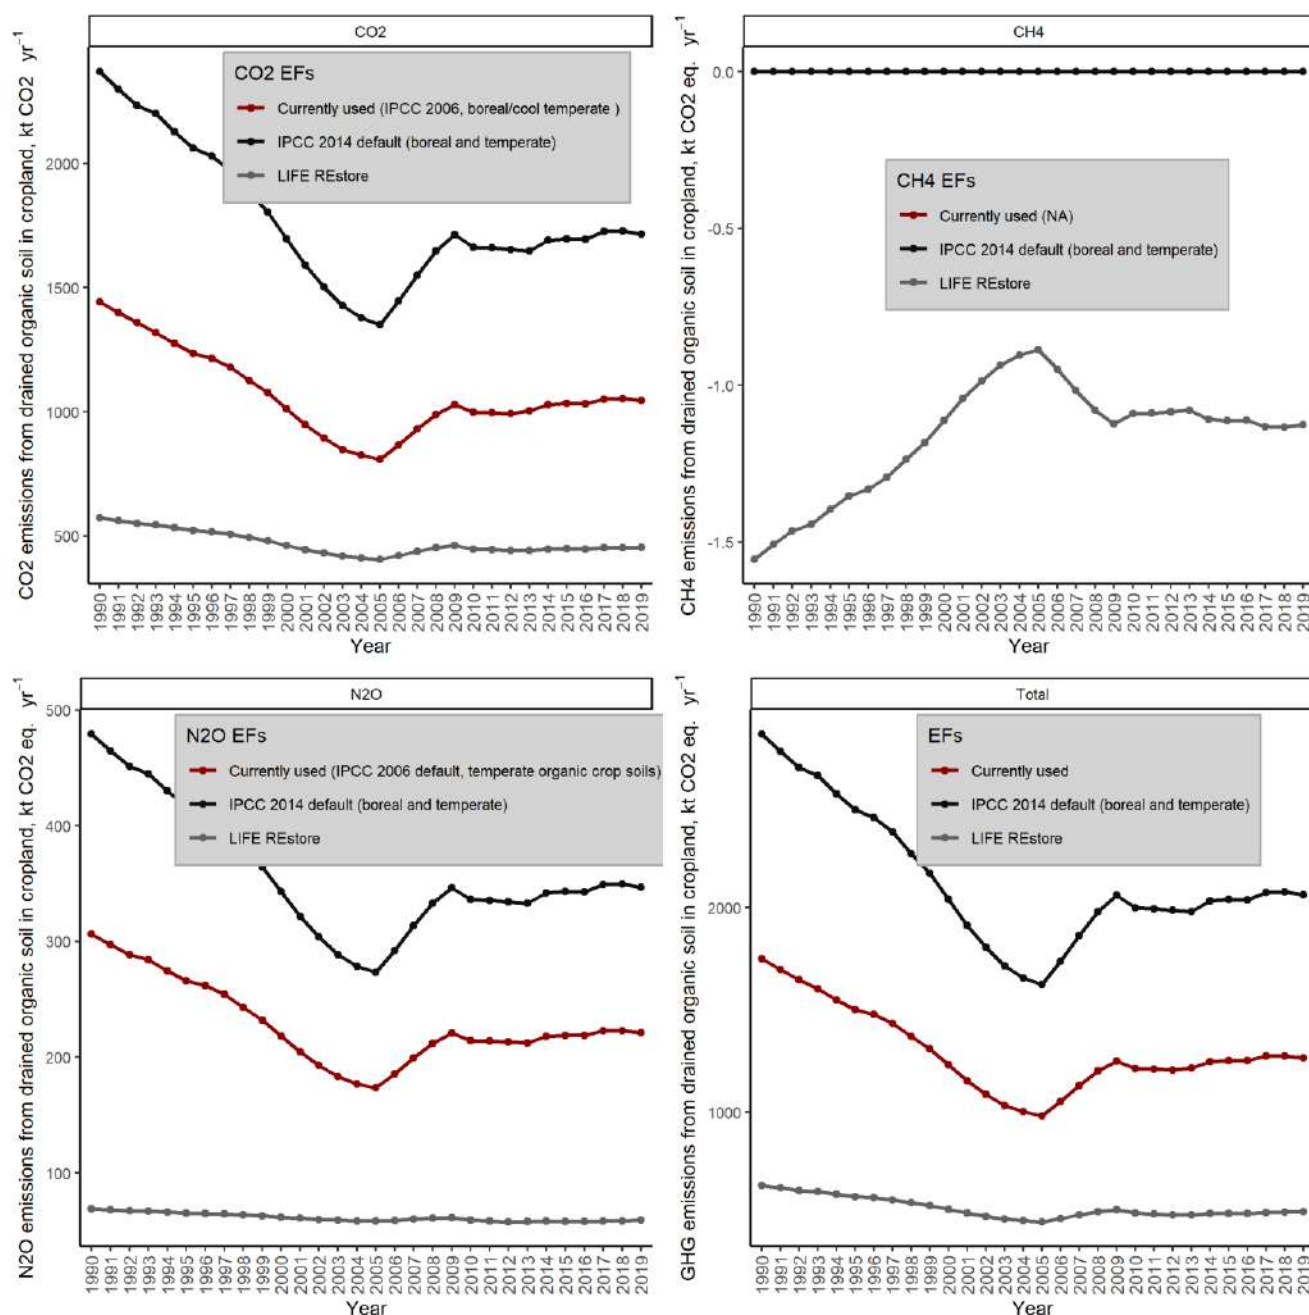 CO2
CO2 emissions from drained organic soil in cropland, kt CO2 yr⁻¹
2000
1500
1000
500
CO2 EFs
Currently used (IPCC 2006, boreal/cool temperate )
IPCC 2014 default (boreal and temperate)
LIFE REstore
1990 1991 1992 1993 1994 1995 1996 1997 1998 1999 2000 2001 2002 2003 2004 2005 2006 2007 2008 2009 2010 2011 2012 2013 2014 2015 2016 2017 2018 2019
Year
CH4
CH4 emissions from drained organic soil in cropland, kt CO2 eq. yr⁻¹
0.0
-0.5
-1.0
-1.5
CH4 EFs
Currently used (NA)
IPCC 2014 default (boreal and temperate)
LIFE REstore
1990 1991 1992 1993 1994 1995 1996 1997 1998 1999 2000 2001 2002 2003 2004 2005 2006 2007 2008 2009 2010 2011 2012 2013 2014 2015 2016 2017 2018 2019
Year
N2O
N2O emissions from drained organic soil in cropland, kt CO2 eq. yr⁻¹
500
400
300
200
100
N2O EFs
Currently used (IPCC 2006 default, temperate organic crop soils)
IPCC 2014 default (boreal and temperate)
LIFE REstore
1990 1991 1992 1993 1994 1995 1996 1997 1998 1999 2000 2001 2002 2003 2004 2005 2006 2007 2008 2009 2010 2011 2012 2013 2014 2015 2016 2017 2018 2019
Year
Total
GHG emissions from drained organic soil in cropland, kt CO2 eq. yr⁻¹
2000
1000
EFs
Currently used
IPCC 2014 default (boreal and temperate)
LIFE REstore
1990 1991 1992 1993 1994 1995 1996 1997 1998 1999 2000 2001 2002 2003 2004 2005 2006 2007 2008 2009 2010 2011 2012 2013 2014 2015 2016 2017 2018 2019
Year